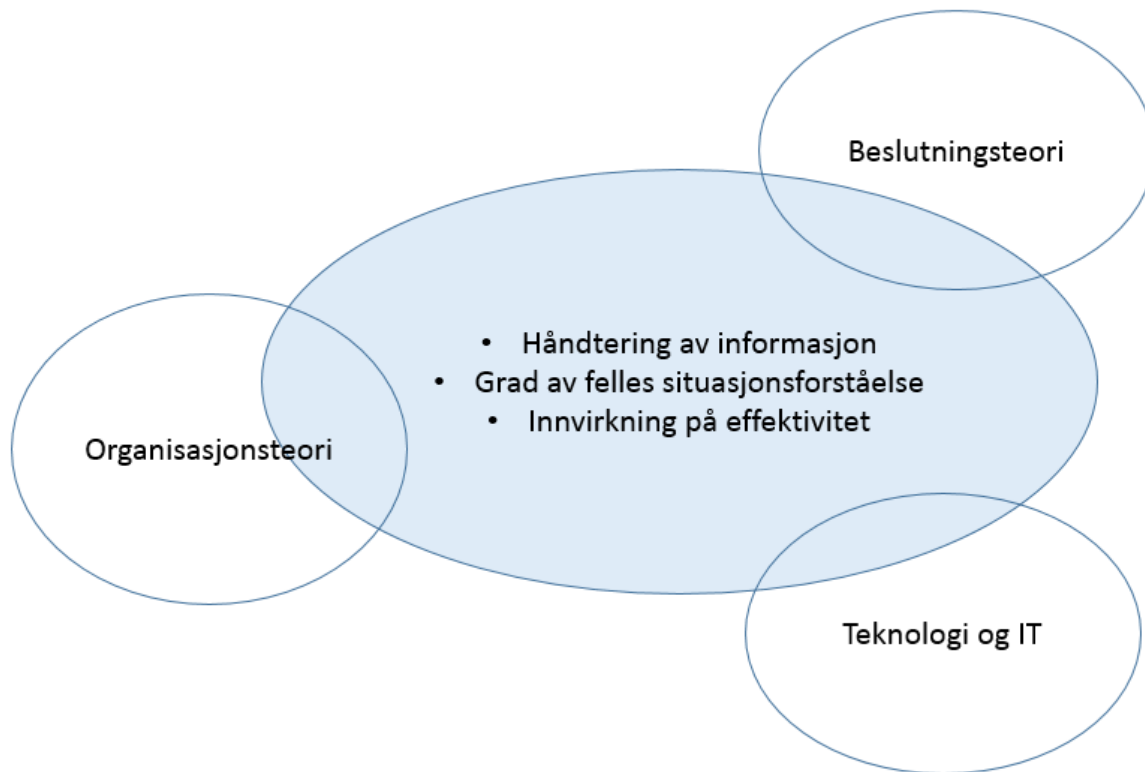 Beslutningsteori
• Håndtering av informasjon
• Grad av felles situasjonsforståelse
• Innvirkning på effektivitet
Organisasjonsteori
Teknologi og IT